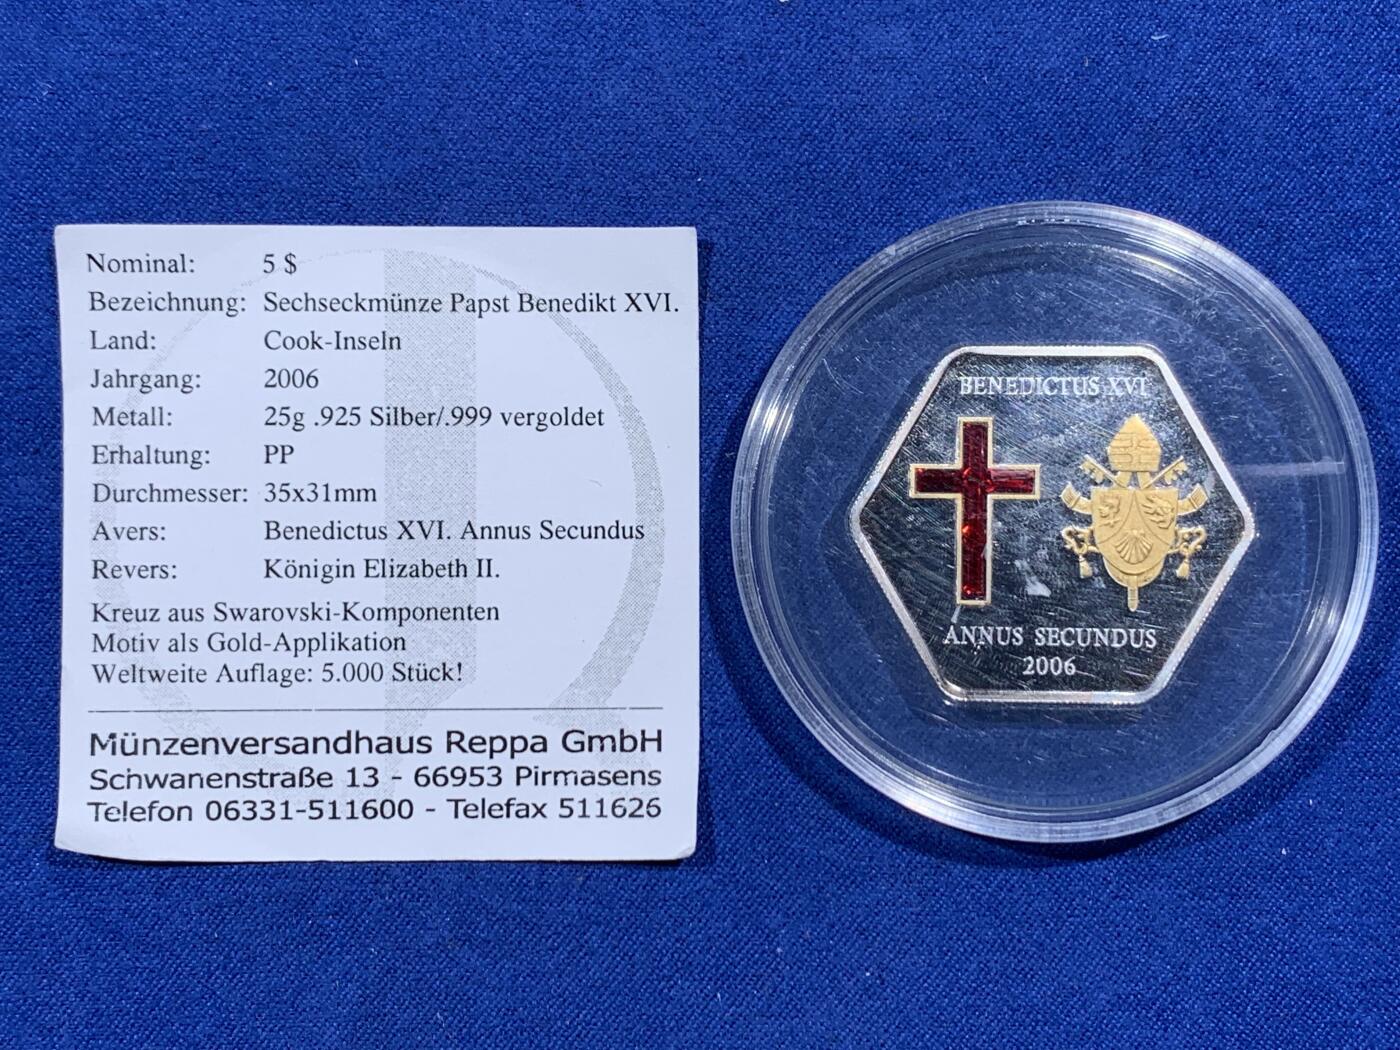 Nominal: 5 $
Bezeichnung: Sechseckmünze Papst Benedikt XVI.
Land: Cook-Inseln
Jahrgang: 2006
Metall: 25g .925 Silber/.999 vergoldet
Erhaltung: PP
Durchmesser: 35x31mm
Avers: Benedictus XVI. Annus Secundus
Revers: Königin Elizabeth II.
Kreuz aus Swarovski-Komponenten
Motiv als Gold-Applikation
Weltweite Auflage: 5.000 Stück!
Münzenversandhaus Reppa GmbH
Schwanenstraße 13 - 66953 Pirmasens
Telefon 06331-511600 - Telefax 511626
BENEDICTUS XVI
ANNUS SECUNDUS
2006